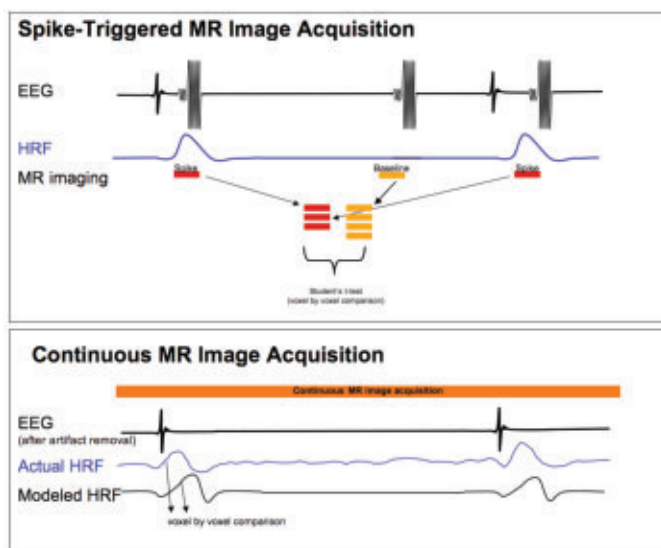 Spike-Triggered MR Image Acquisition
EEG
HRF
MR imaging
Spike
Baseline
Spike
Student's t-test
(voxel by voxel comparison)
Continuous MR Image Acquisition
Continuous MR image acquisition
EEG
(after artifact removal)
Actual HRF
Modeled HRF
voxel by voxel comparison